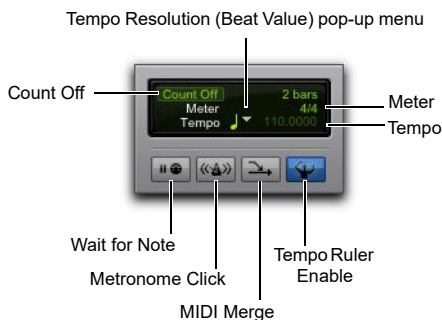 Tempo Resolution (Beat Value) pop-up menu
Count Off
Count Off 2 bars
Meter 4/4
Tempo 110.0000
Meter
Tempo
Wait for Note
Metronome Click
MIDI Merge
Tempo Ruler
Enable